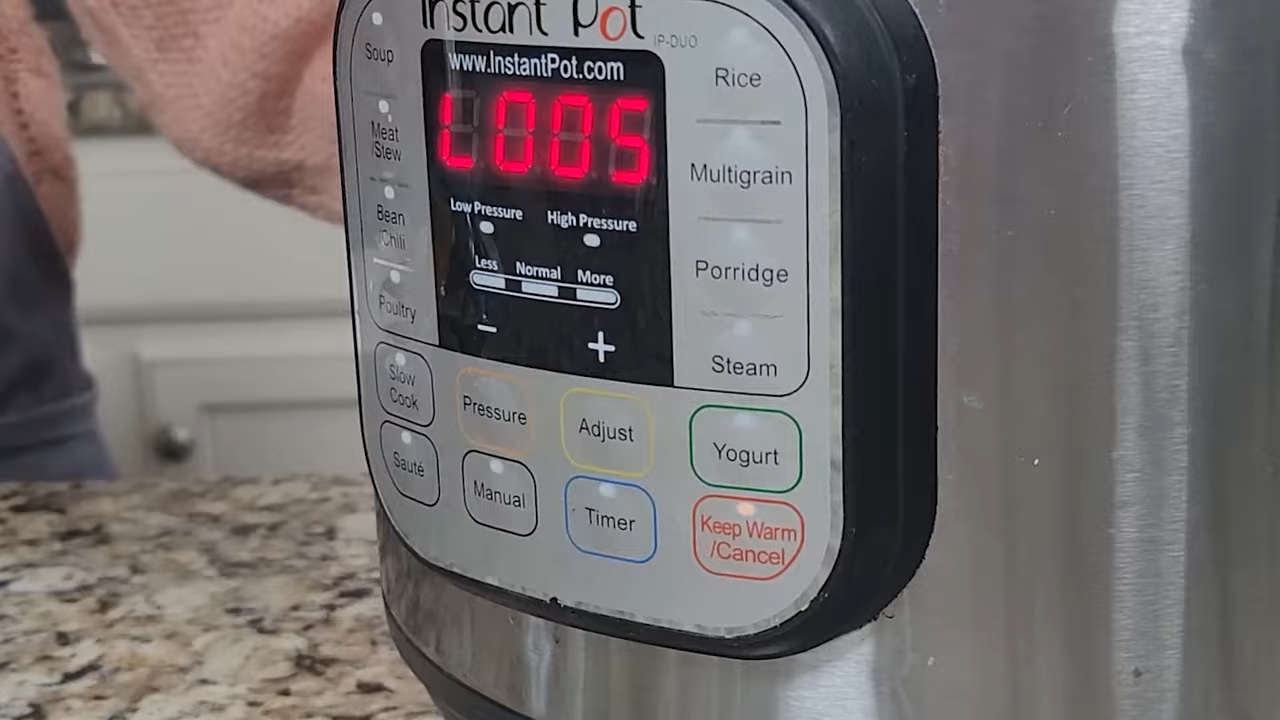 Instant Pot
IP-DUO
www.InstantPot.com
L005
Low Pressure
High Pressure
Less
Normal
More
-
+
Soup
Meat
/Stew
Bean
/Chili
Poultry
Rice
Multigrain
Porridge
Steam
Slow
Cook
Pressure
Adjust
Yogurt
Sauté
Manual
Timer
Keep Warm
/Cancel